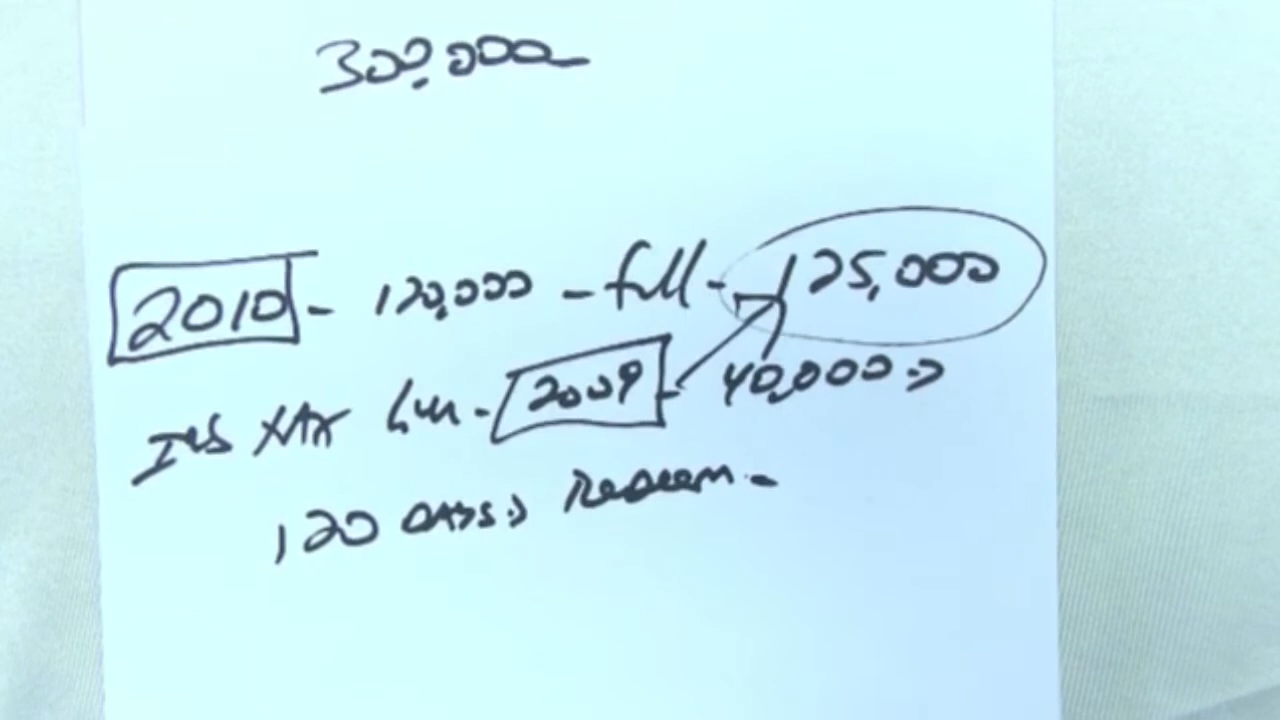 300,000
2010 - 120,000 - full - 125,000
IRS TAX Lien - 2009 - 40,000
120 DAYS Redeem -